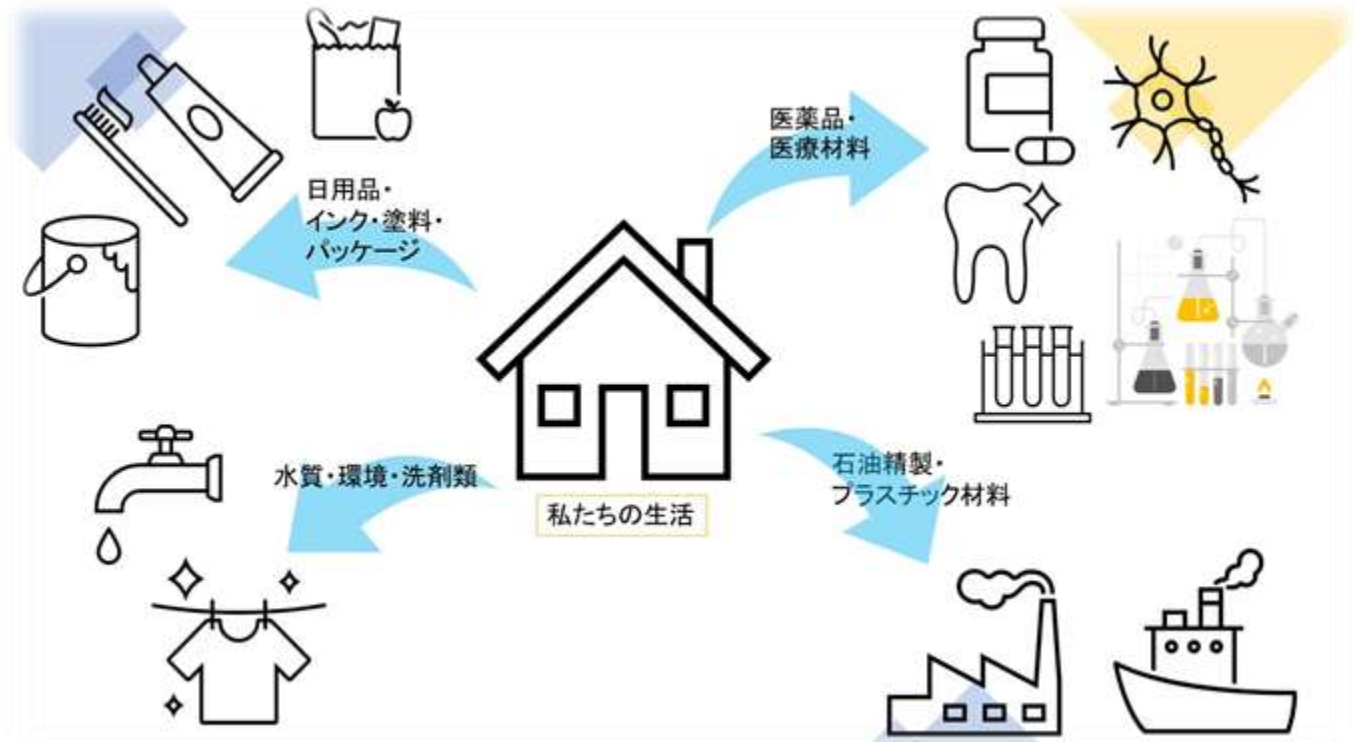 日用品・
インク・塗料・
パッケージ
医薬品・
医療材料
水質・環境・洗剤類
石油精製・
プラスチック材料
私たちの生活